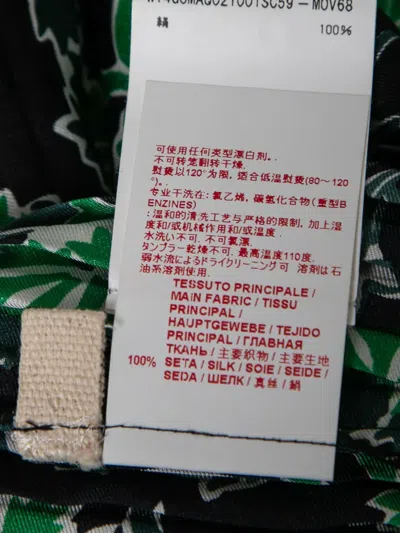 W14Q0MAQ02Y001SC59 – MOV68
絹 100%
可使用任何类型漂白剂.
不可转笼翻转干燥.
熨烫以120°为限, 适合低温熨烫(80~120
°).
专业干洗在: 氯乙烯, 碳氢化合物 (重型B
ENZINES)
:温和的清洗工艺与严格的限制, 加上湿
度和/或机械作用和/或温度.
水洗い不可.不可氯漂.
タンブラー乾燥不可.最高温度110度.
弱水流によるドライクリーニング可 溶剤は石
油系溶剤使用.
TESSUTO PRINCIPALE /
MAIN FABRIC / TISSU
PRINCIPAL /
HAUPTGEWEBE / TEJIDO
PRINCIPAL / ГЛАВНАЯ
ТКАНЬ / 主要织物 / 主要生地
100% SETA / SILK / SOIE / SEIDE /
SEDA / ШЕЛК / 真丝 / 絹